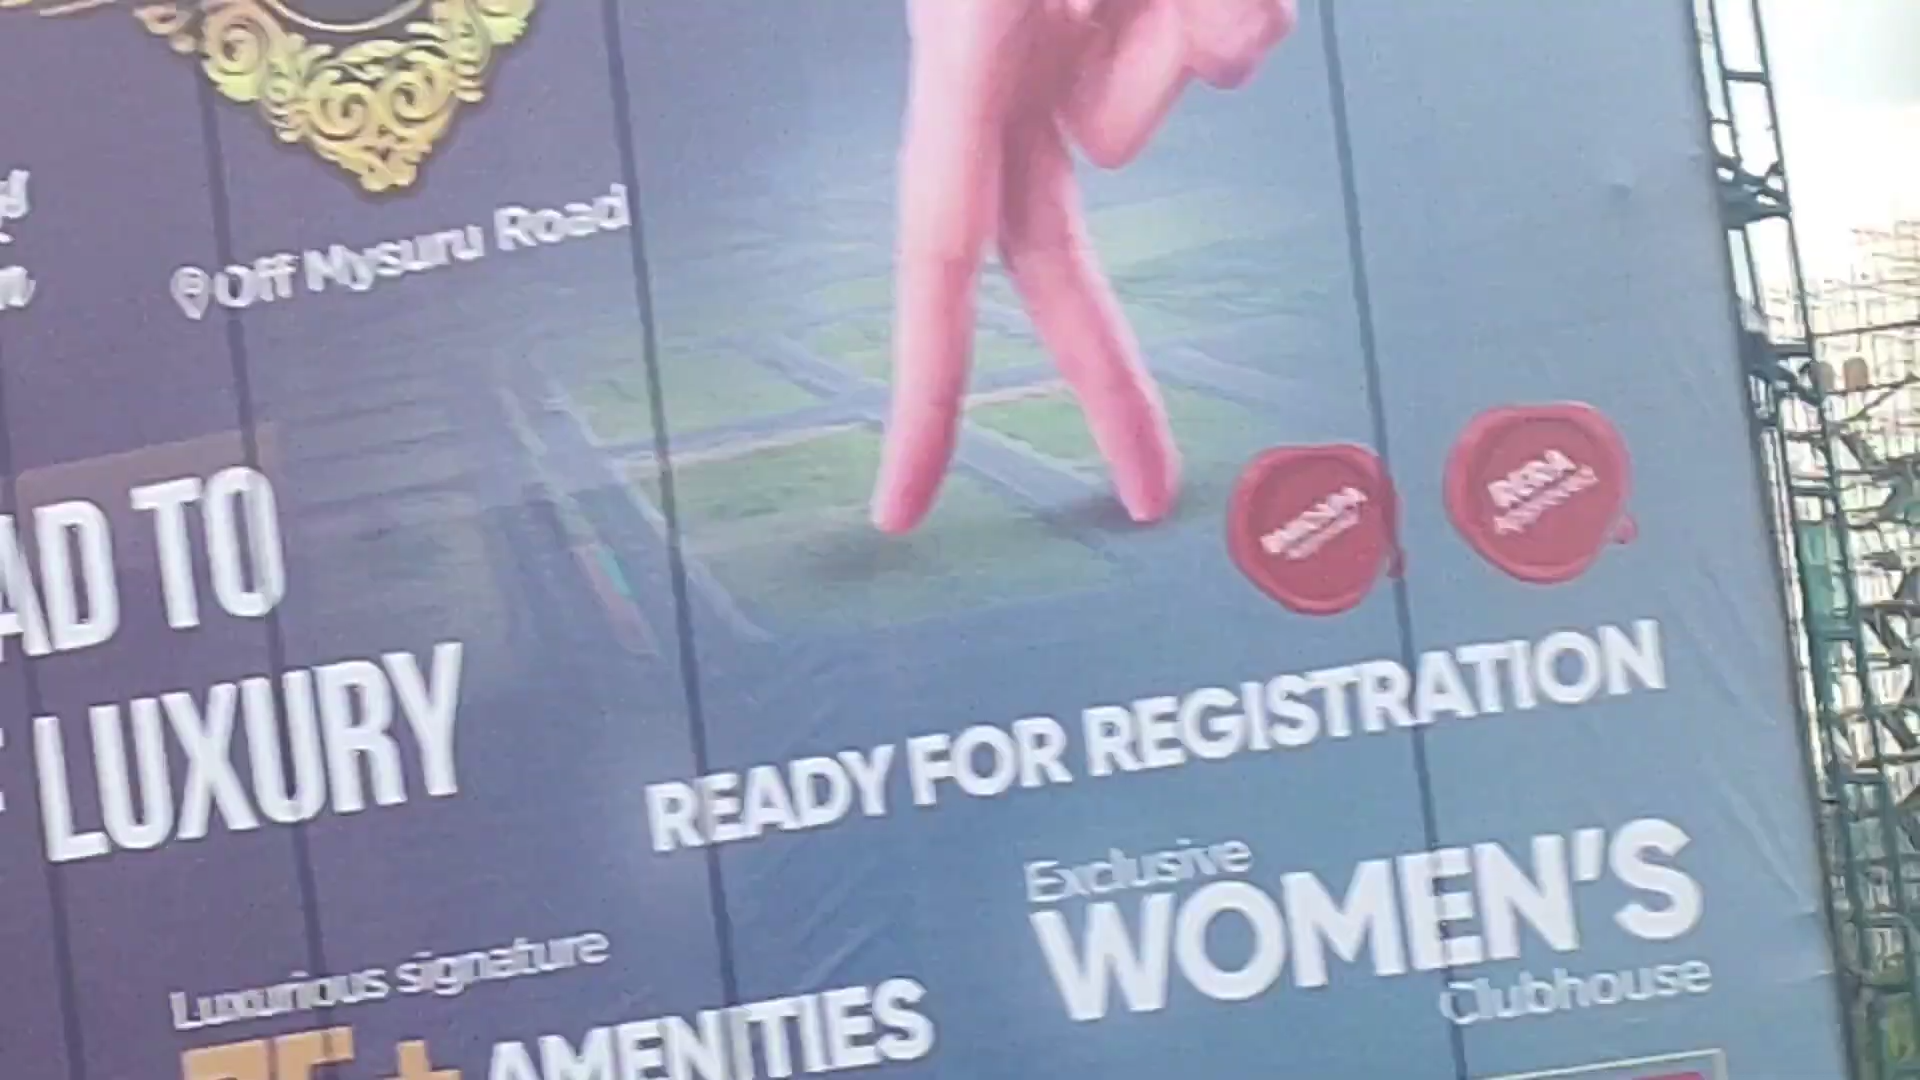 Off Mysuru Road
AD TO
LUXURY
READY FOR REGISTRATION
Exclusive
WOMEN'S
Clubhouse
Luxurious signature
AMENITIES